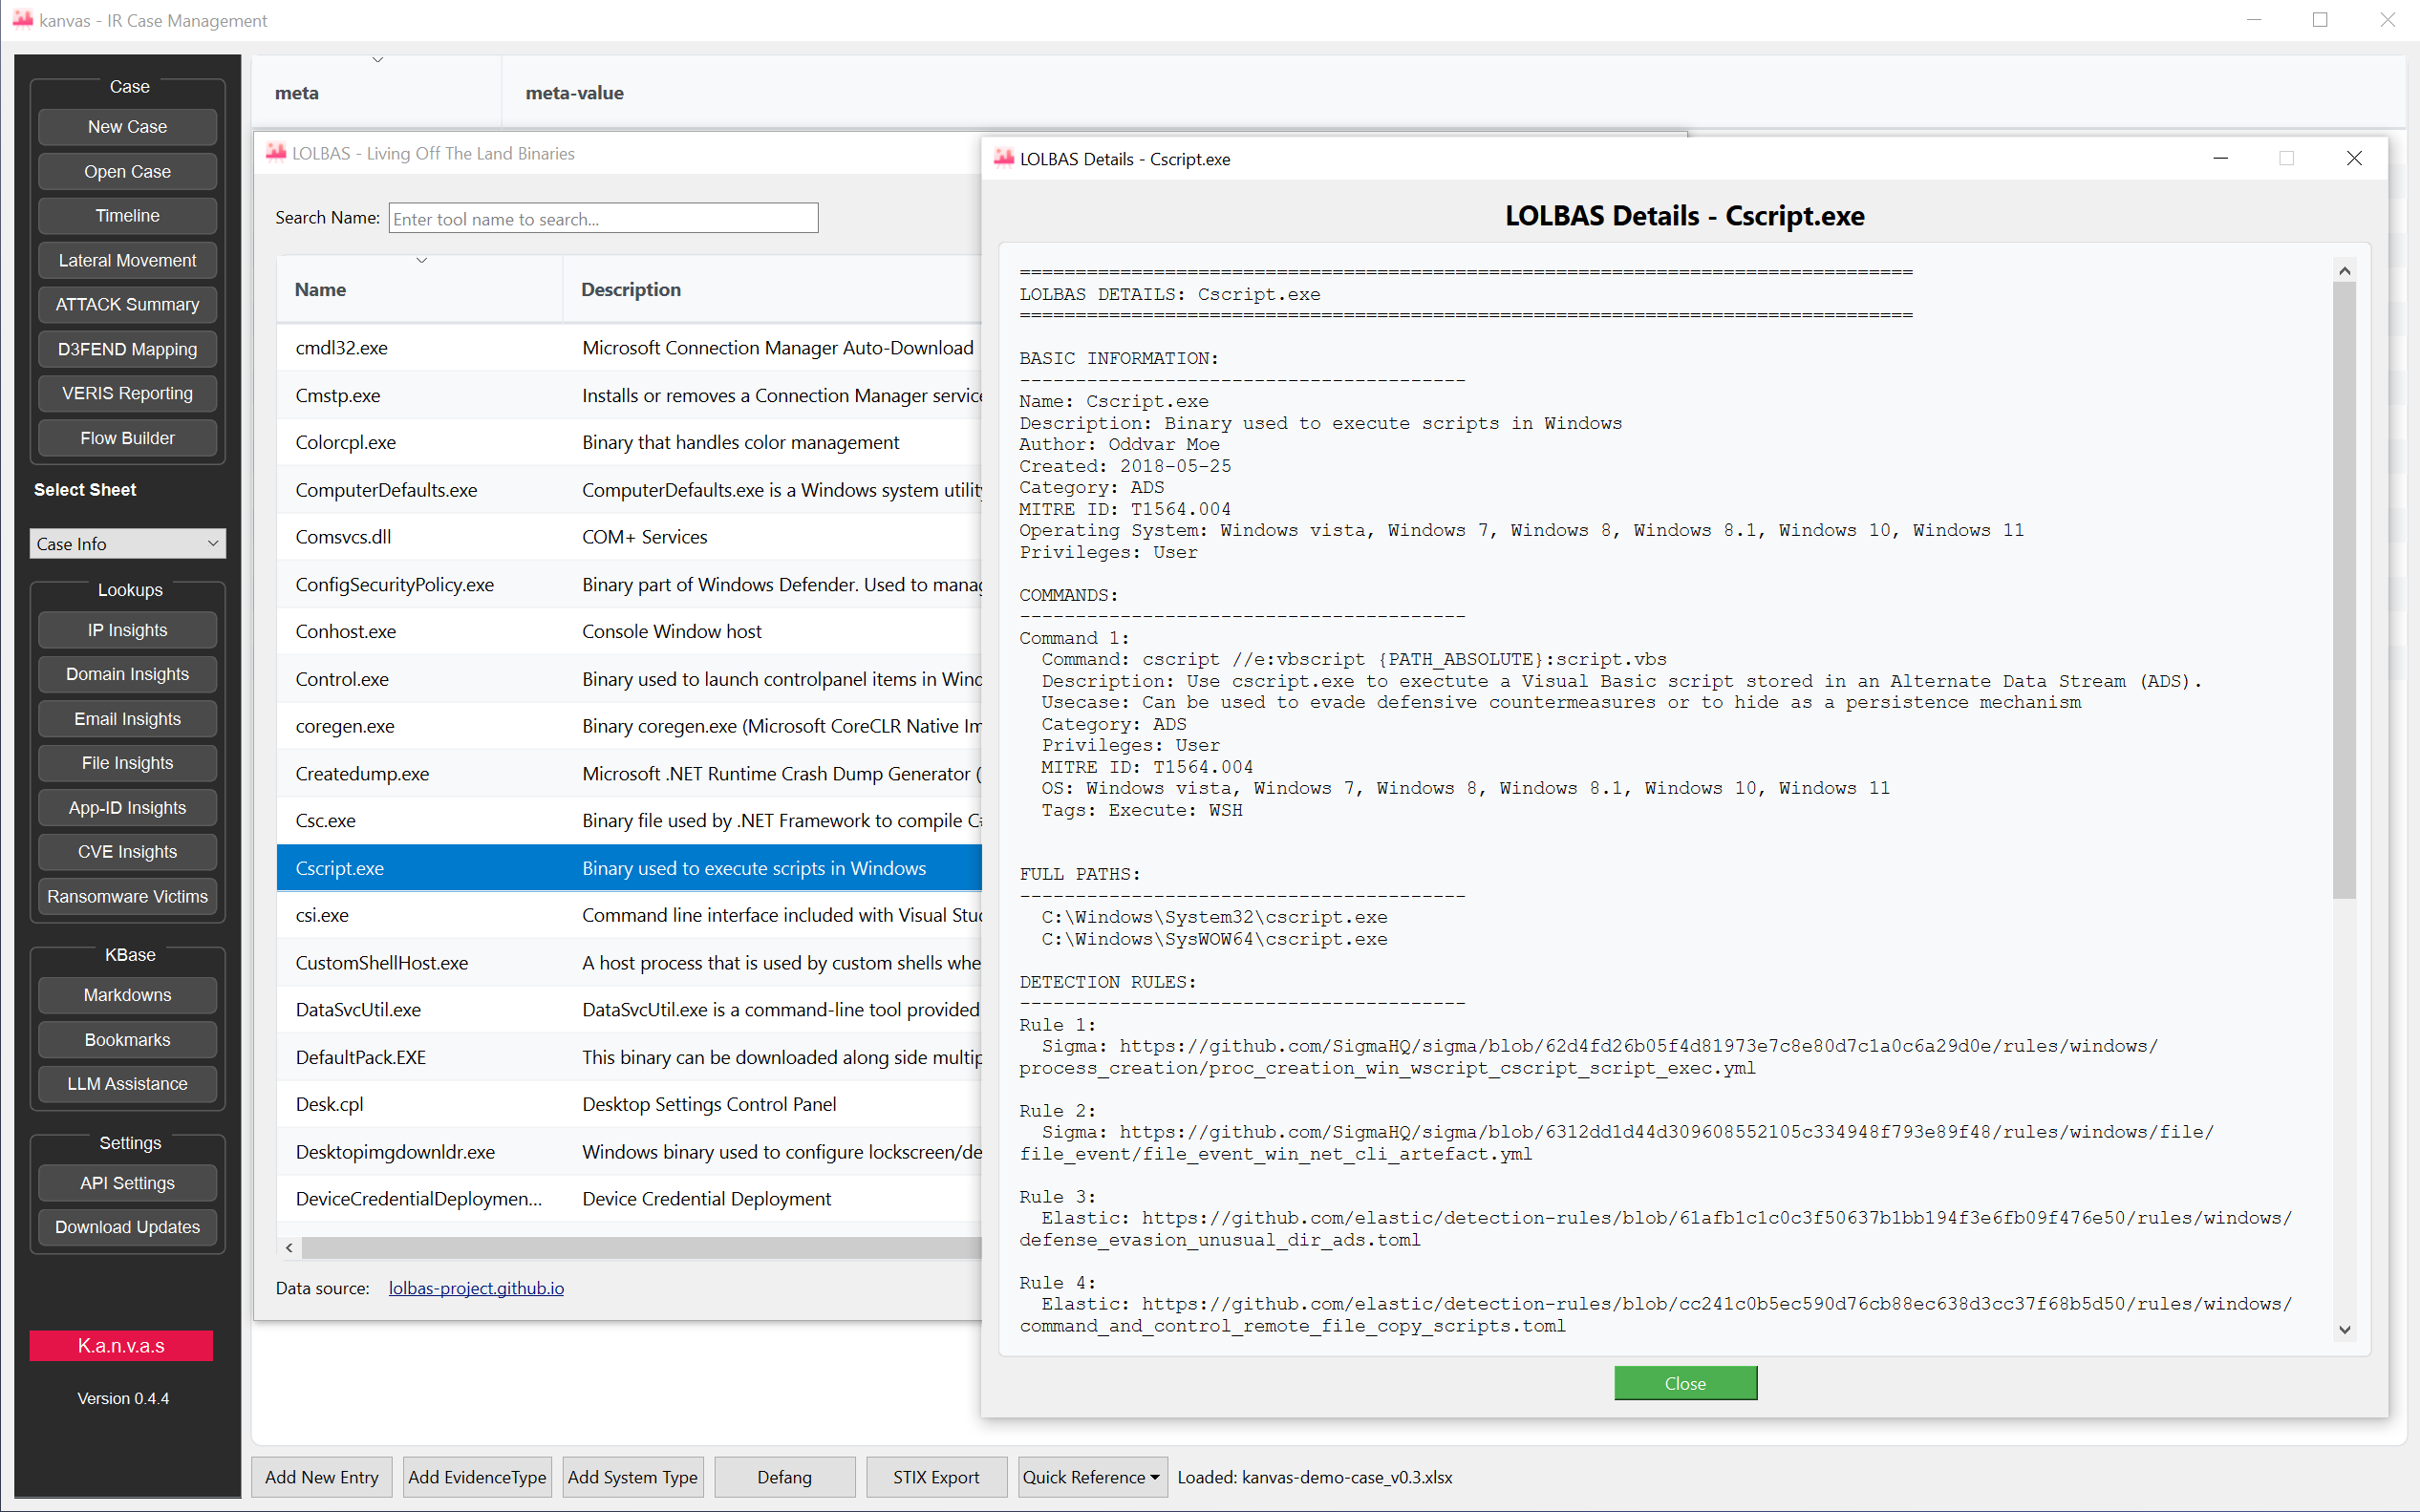 kanvas - IR Case Management
Case
New Case
Open Case
Timeline
Lateral Movement
ATTACK Summary
D3FEND Mapping
VERIS Reporting
Flow Builder
Select Sheet
Case Info
Lookups
IP Insights
Domain Insights
Email Insights
File Insights
App-ID Insights
CVE Insights
Ransomware Victims
KBase
Markdowns
Bookmarks
LLM Assistance
Settings
API Settings
Download Updates
K.a.n.v.a.s
Version 0.4.4
meta meta-value
LOLBAS - Living Off The Land Binaries
Search Name: Enter tool name to search...
Name Description
cmdl32.exe Microsoft Connection Manager Auto-Download
Cmstp.exe Installs or removes a Connection Manager service
Colorcpl.exe Binary that handles color management
ComputerDefaults.exe ComputerDefaults.exe is a Windows system utility
Comsvcs.dll COM+ Services
ConfigSecurityPolicy.exe Binary part of Windows Defender. Used to manag
Conhost.exe Console Window host
Control.exe Binary used to launch controlpanel items in Wind
coregen.exe Binary coregen.exe (Microsoft CoreCLR Native Im
Createdump.exe Microsoft .NET Runtime Crash Dump Generator (
Csc.exe Binary file used by .NET Framework to compile C#
Cscript.exe Binary used to execute scripts in Windows
csi.exe Command line interface included with Visual Stud
CustomShellHost.exe A host process that is used by custom shells whe
DataSvcUtil.exe DataSvcUtil.exe is a command-line tool provided
DefaultPack.EXE This binary can be downloaded along side multip
Desk.cpl Desktop Settings Control Panel
Desktopimgdownldr.exe Windows binary used to configure lockscreen/de
DeviceCredentialDeploymen... Device Credential Deployment
Data source: lolbas-project.github.io
LOLBAS Details - Cscript.exe
LOLBAS Details - Cscript.exe
================================================================================
LOLBAS DETAILS: Cscript.exe
================================================================================
BASIC INFORMATION:
----------------------------------------
Name: Cscript.exe
Description: Binary used to execute scripts in Windows
Author: Oddvar Moe
Created: 2018-05-25
Category: ADS
MITRE ID: T1564.004
Operating System: Windows vista, Windows 7, Windows 8, Windows 8.1, Windows 10, Windows 11
Privileges: User
COMMANDS:
----------------------------------------
Command 1:
Command: cscript //e:vbscript {PATH_ABSOLUTE}:script.vbs
Description: Use cscript.exe to exectute a Visual Basic script stored in an Alternate Data Stream (ADS).
Usecase: Can be used to evade defensive countermeasures or to hide as a persistence mechanism
Category: ADS
Privileges: User
MITRE ID: T1564.004
OS: Windows vista, Windows 7, Windows 8, Windows 8.1, Windows 10, Windows 11
Tags: Execute: WSH
FULL PATHS:
----------------------------------------
C:\Windows\System32\cscript.exe
C:\Windows\SysWOW64\cscript.exe
DETECTION RULES:
----------------------------------------
Rule 1:
Sigma: https://github.com/SigmaHQ/sigma/blob/62d4fd26b05f4d81973e7c8e80d7c1a0c6a29d0e/rules/windows/
process_creation/proc_creation_win_wscript_cscript_script_exec.yml
Rule 2:
Sigma: https://github.com/SigmaHQ/sigma/blob/6312dd1d44d309608552105c334948f793e89f48/rules/windows/file/
file_event/file_event_win_net_cli_artefact.yml
Rule 3:
Elastic: https://github.com/elastic/detection-rules/blob/61afb1c1c0c3f50637b1bb194f3e6fb09f476e50/rules/windows/
defense_evasion_unusual_dir_ads.toml
Rule 4:
Elastic: https://github.com/elastic/detection-rules/blob/cc241c0b5ec590d76cb88ec638d3cc37f68b5d50/rules/windows/
command_and_control_remote_file_copy_scripts.toml
Close
Add New Entry Add EvidenceType Add System Type Defang STIX Export Quick Reference Loaded: kanvas-demo-case_v0.3.xlsx